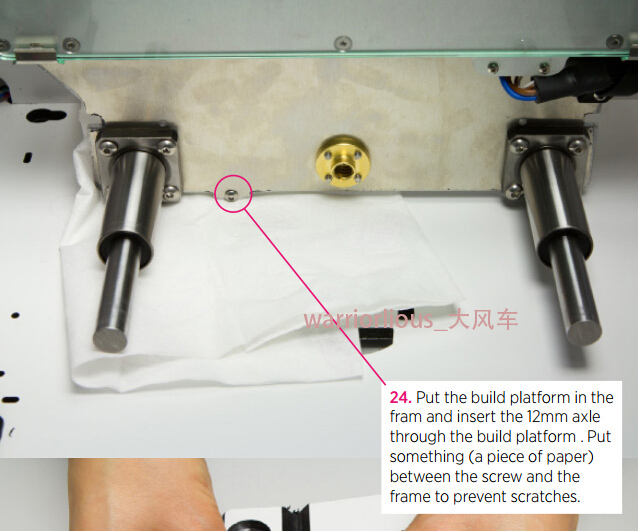 warriorlious_大风车
24. Put the build platform in the
fram and insert the 12mm axle
through the build platform . Put
something (a piece of paper)
between the screw and the
frame to prevent scratches.